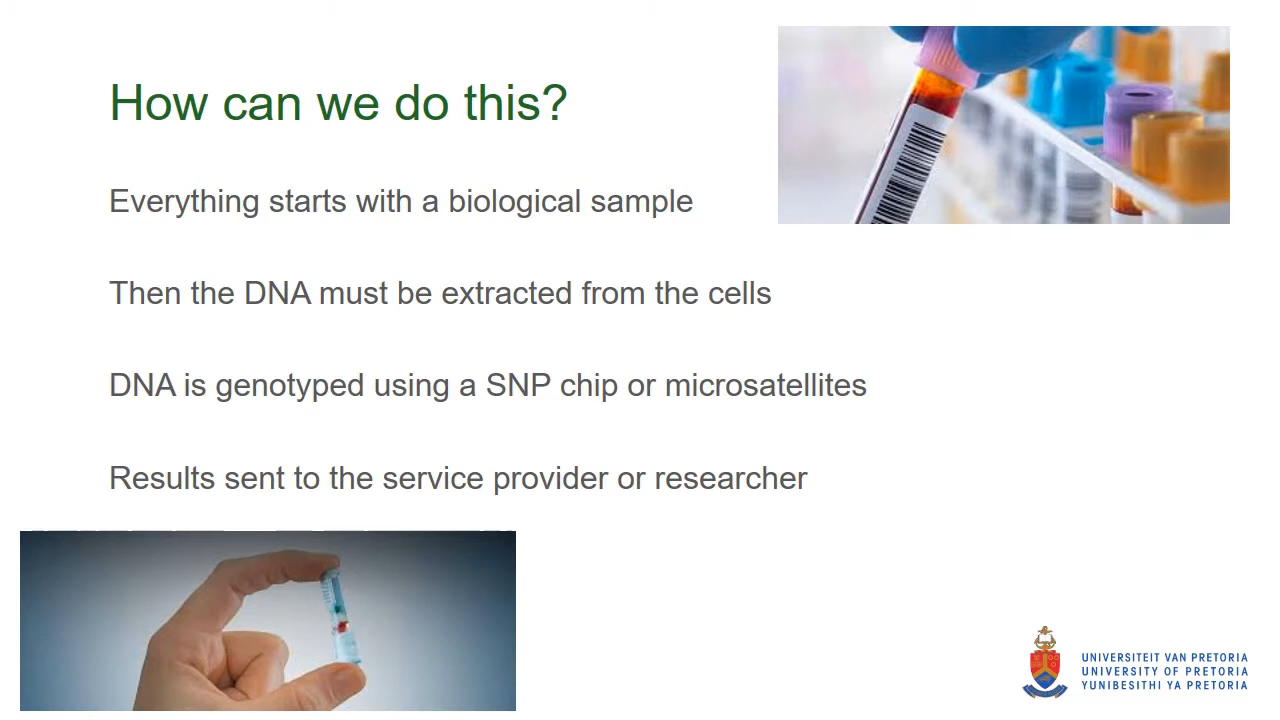 How can we do this?
Everything starts with a biological sample
Then the DNA must be extracted from the cells
DNA is genotyped using a SNP chip or microsatellites
Results sent to the service provider or researcher
UNIVERSITEIT VAN PRETORIA
UNIVERSITY OF PRETORIA
YUNIBESITHI YA PRETORIA